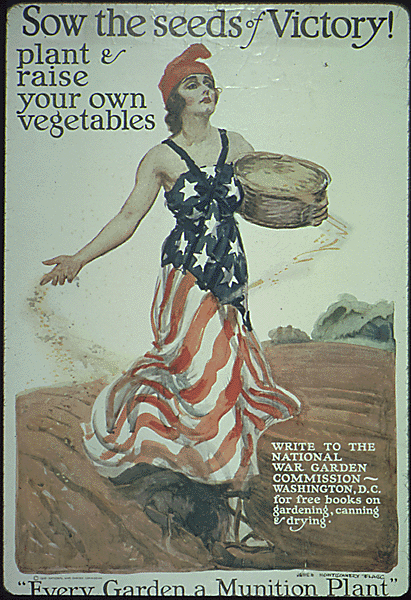 Sow the seeds of Victory!
plant &
raise
your own
vegetables
WRITE TO THE
NATIONAL
WAR GARDEN
COMMISSION ~
WASHINGTON, D.C.
for free books on
gardening, canning
& drying.
JAMES MONTGOMERY FLAGG
"Every Garden a Munition Plant"